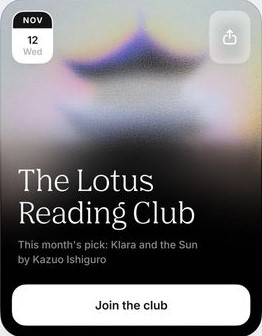 NOV
12
Wed
The Lotus
Reading Club
This month's pick: Klara and the Sun
by Kazuo Ishiguro
Join the club